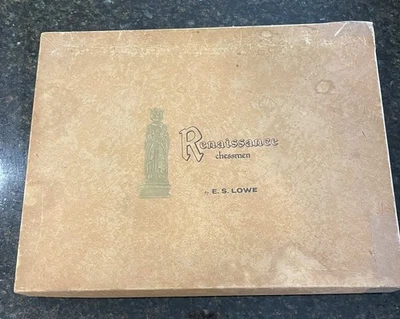 Renaissance
chessmen
by E. S. LOWE